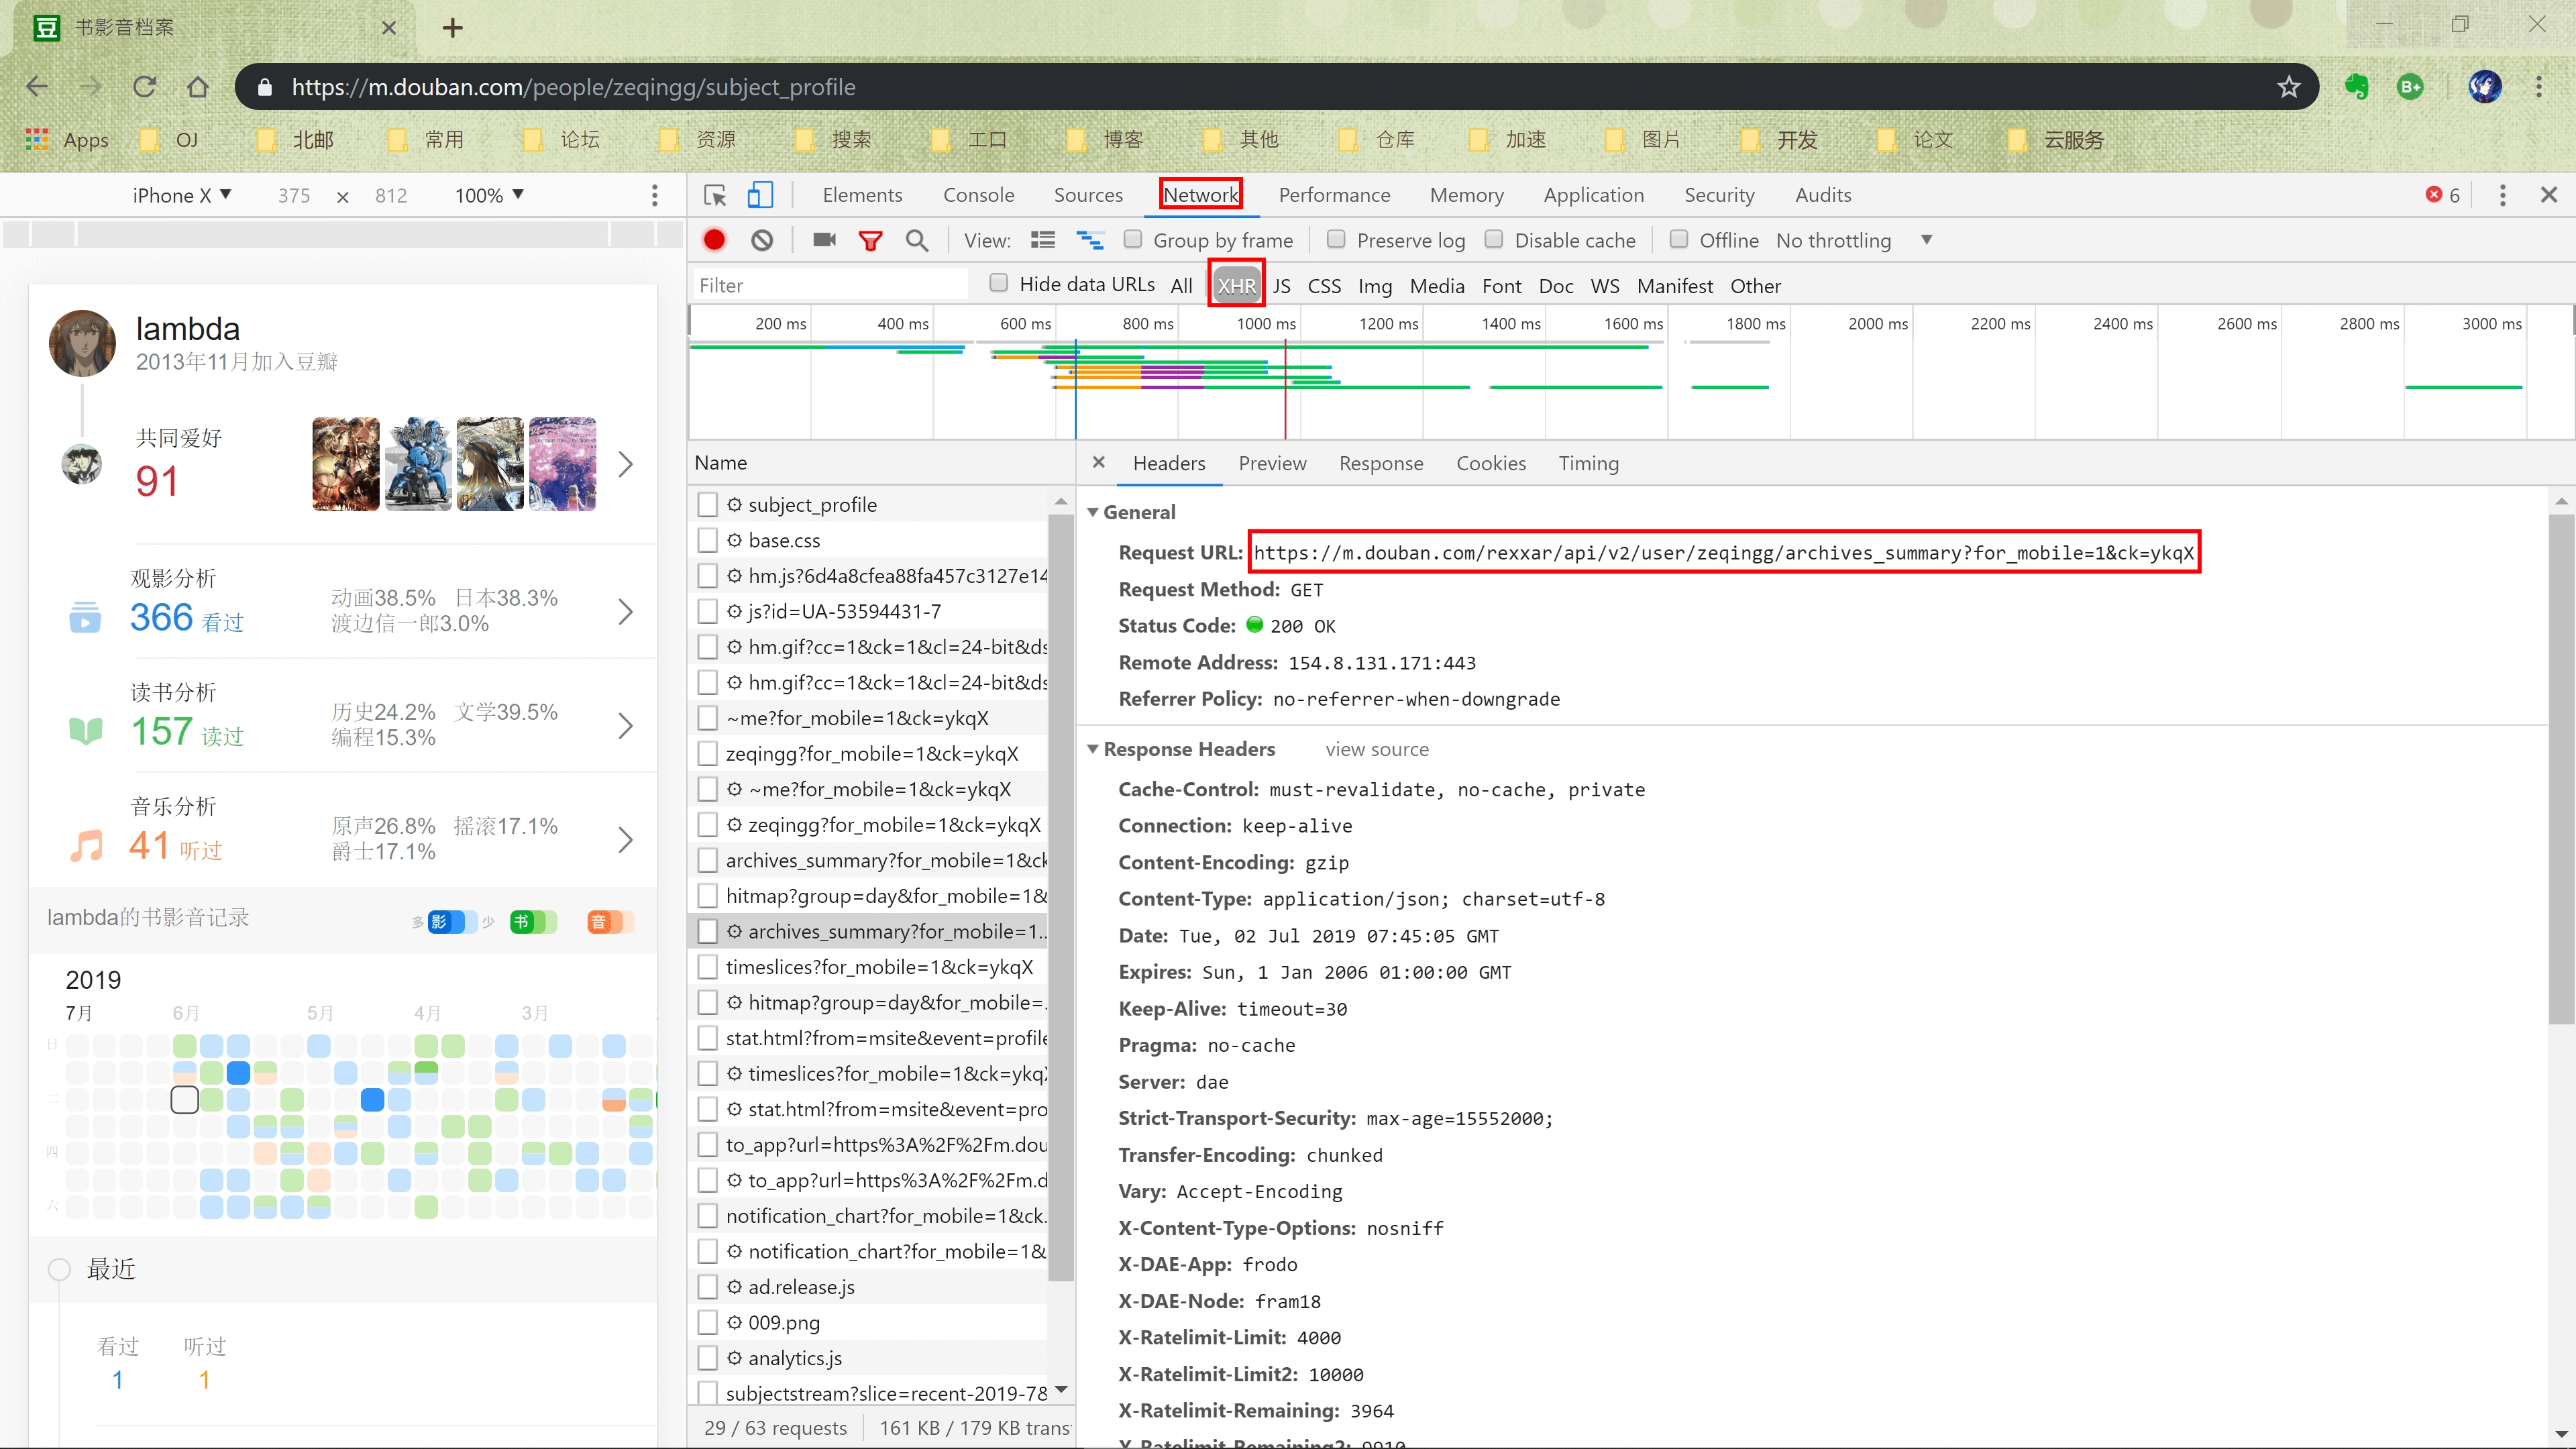 书影音档案
https://m.douban.com/people/zeqingg/subject_profile
Apps OJ 北邮 常用 论坛 资源 搜索 工口 博客 其他 仓库 加速 图片 开发 论文 云服务
iPhone X 375 × 812 100%
Elements Console Sources Network Performance Memory Application Security Audits 6
View: Group by frame Preserve log Disable cache Offline No throttling
Filter Hide data URLs All XHR JS CSS Img Media Font Doc WS Manifest Other
200 ms 400 ms 600 ms 800 ms 1000 ms 1200 ms 1400 ms 1600 ms 1800 ms 2000 ms 2200 ms 2400 ms 2600 ms 2800 ms 3000 ms
lambda
2013年11月加入豆瓣
共同爱好
91
观影分析
366 看过
动画38.5% 日本38.3%
渡边信一郎3.0%
读书分析
157 读过
历史24.2% 文学39.5%
编程15.3%
音乐分析
41 听过
原声26.8% 摇滚17.1%
爵士17.1%
lambda的书影音记录
多 影 少 书 音
2019
7月 6月 5月 4月 3月
日
二
四
六
最近
看过 听过
1 1
Name
subject_profile
base.css
hm.js?6d4a8cfea88fa457c3127e14
js?id=UA-53594431-7
hm.gif?cc=1&ck=1&cl=24-bit&ds
hm.gif?cc=1&ck=1&cl=24-bit&ds
~me?for_mobile=1&ck=ykqX
zeqingg?for_mobile=1&ck=ykqX
~me?for_mobile=1&ck=ykqX
zeqingg?for_mobile=1&ck=ykqX
archives_summary?for_mobile=1&ck
hitmap?group=day&for_mobile=1&
archives_summary?for_mobile=1...
timeslices?for_mobile=1&ck=ykqX
hitmap?group=day&for_mobile=.
stat.html?from=msite&event=profile
timeslices?for_mobile=1&ck=ykqX
stat.html?from=msite&event=pro
to_app?url=https%3A%2F%2Fm.dou
to_app?url=https%3A%2F%2Fm.d
notification_chart?for_mobile=1&ck.
notification_chart?for_mobile=1&
ad.release.js
009.png
analytics.js
subjectstream?slice=recent-2019-7&
29 / 63 requests 161 KB / 179 KB trans
Headers Preview Response Cookies Timing
General
Request URL: https://m.douban.com/rexxar/api/v2/user/zeqingg/archives_summary?for_mobile=1&ck=ykqX
Request Method: GET
Status Code: 200 OK
Remote Address: 154.8.131.171:443
Referrer Policy: no-referrer-when-downgrade
Response Headers view source
Cache-Control: must-revalidate, no-cache, private
Connection: keep-alive
Content-Encoding: gzip
Content-Type: application/json; charset=utf-8
Date: Tue, 02 Jul 2019 07:45:05 GMT
Expires: Sun, 1 Jan 2006 01:00:00 GMT
Keep-Alive: timeout=30
Pragma: no-cache
Server: dae
Strict-Transport-Security: max-age=15552000;
Transfer-Encoding: chunked
Vary: Accept-Encoding
X-Content-Type-Options: nosniff
X-DAE-App: frodo
X-DAE-Node: fram18
X-Ratelimit-Limit: 4000
X-Ratelimit-Limit2: 10000
X-Ratelimit-Remaining: 3964
X-Ratelimit-Remaining2: 9910